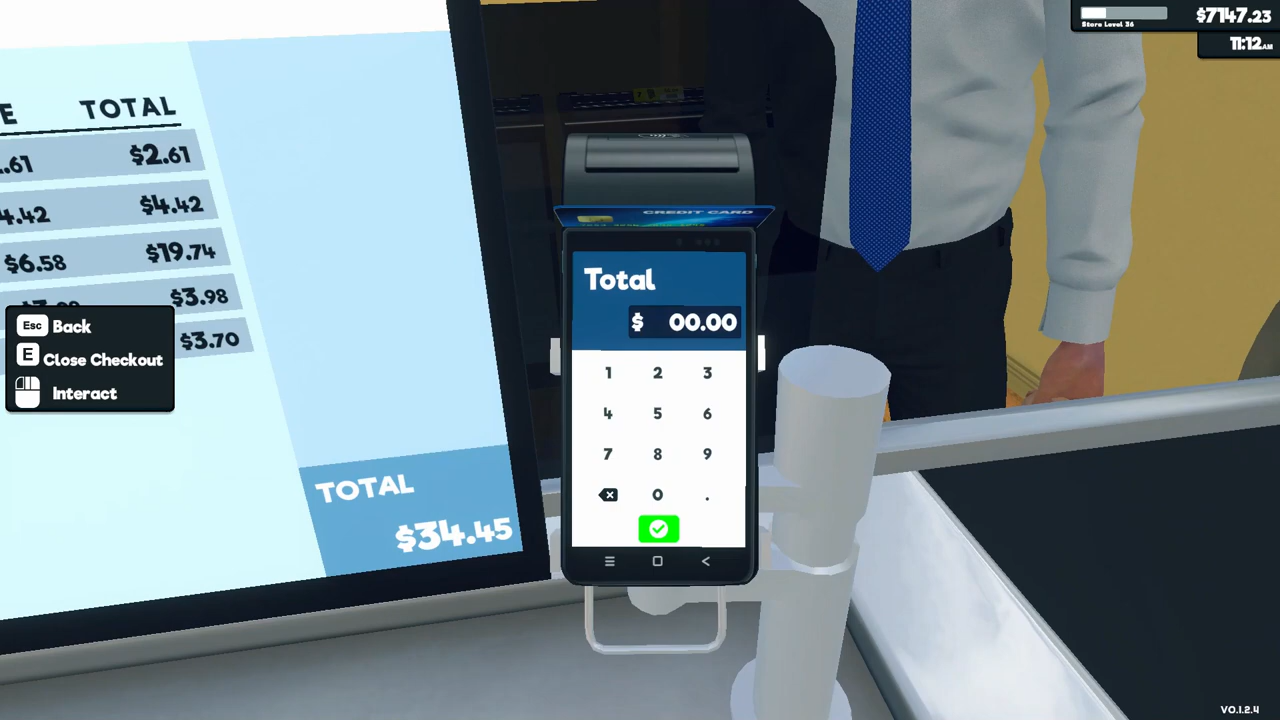 E TOTAL
.61 $2.61
4.42 $4.42
$6.58 $19.74
$3.98
$3.70
TOTAL
$34.45
Esc Back
E Close Checkout
Interact
CREDIT CARD
Total
$ 00.00
1 2 3
4 5 6
7 8 9
0 .
Store Level 36
$7147.23
11:12AM
V0.1.2.4